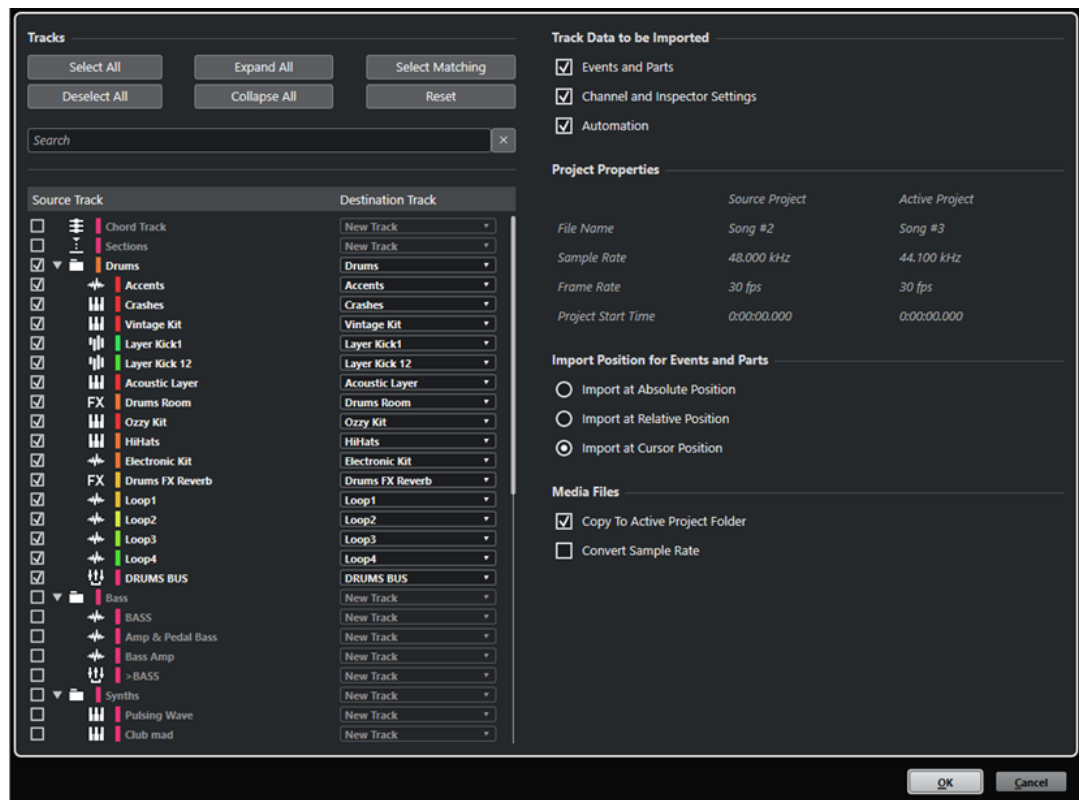 Tracks
Select All Expand All Select Matching
Deselect All Collapse All Reset
Search
Source Track Destination Track
Chord Track New Track
Sections New Track
Drums Drums
Accents Accents
Crashes Crashes
Vintage Kit Vintage Kit
Layer Kick1 Layer Kick1
Layer Kick 12 Layer Kick 12
Acoustic Layer Acoustic Layer
FX Drums Room Drums Room
Ozzy Kit Ozzy Kit
HiHats HiHats
Electronic Kit Electronic Kit
FX Drums FX Reverb Drums FX Reverb
Loop1 Loop1
Loop2 Loop2
Loop3 Loop3
Loop4 Loop4
DRUMS BUS DRUMS BUS
Bass New Track
BASS New Track
Amp & Pedal Bass New Track
Bass Amp New Track
>BASS New Track
Synths New Track
Pulsing Wave New Track
Club mad New Track
Track Data to be Imported
Events and Parts
Channel and Inspector Settings
Automation
Project Properties
Source Project Active Project
File Name Song #2 Song #3
Sample Rate 48.000 kHz 44.100 kHz
Frame Rate 30 fps 30 fps
Project Start Time 0:00:00.000 0:00:00.000
Import Position for Events and Parts
Import at Absolute Position
Import at Relative Position
Import at Cursor Position
Media Files
Copy To Active Project Folder
Convert Sample Rate
OK Cancel